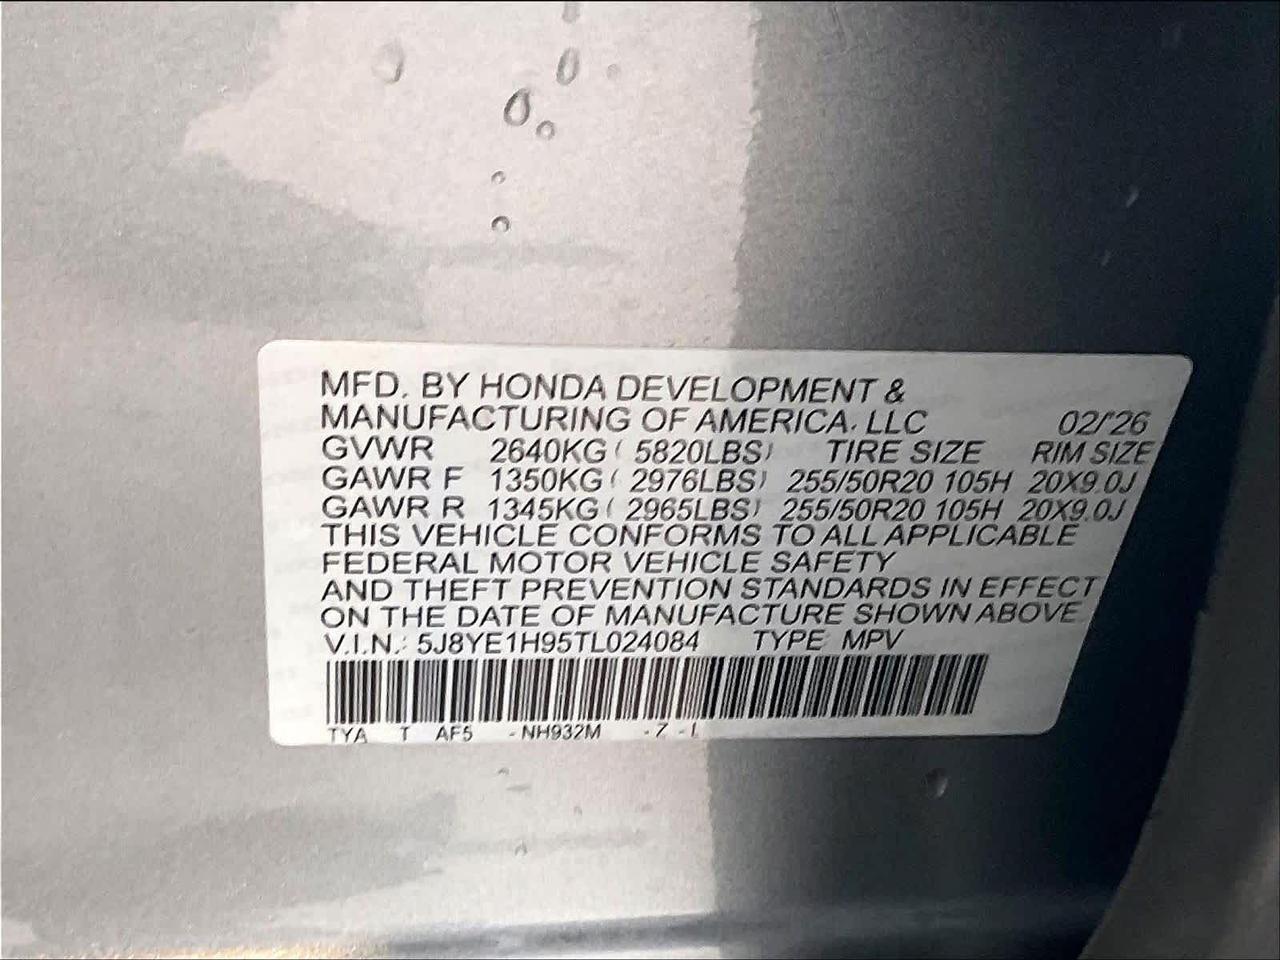 MFD. BY HONDA DEVELOPMENT &
MANUFACTURING OF AMERICA, LLC 02/'26
GVWR 2640KG ( 5820LBS) TIRE SIZE RIM SIZE
GAWR F 1350KG ( 2976LBS) 255/50R20 105H 20X9.0J
GAWR R 1345KG ( 2965LBS) 255/50R20 105H 20X9.0J
THIS VEHICLE CONFORMS TO ALL APPLICABLE
FEDERAL MOTOR VEHICLE SAFETY
AND THEFT PREVENTION STANDARDS IN EFFECT
ON THE DATE OF MANUFACTURE SHOWN ABOVE.
V.I.N.: 5J8YE1H95TL024084 TYPE MPV
TYA T AF5 - NH932M - Z - L